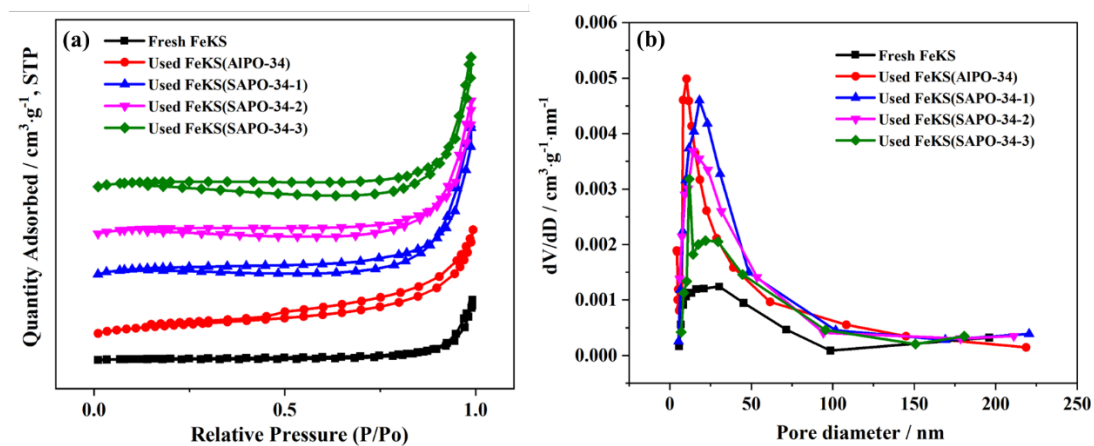 (a)
Fresh FeKS
Used FeKS(AlPO-34)
Used FeKS(SAPO-34-1)
Used FeKS(SAPO-34-2)
Used FeKS(SAPO-34-3)
Quantity Adsorbed / cm³·g⁻¹, STP
0.0
0.5
1.0
Relative Pressure (P/Po)
(b)
Fresh FeKS
Used FeKS(AlPO-34)
Used FeKS(SAPO-34-1)
Used FeKS(SAPO-34-2)
Used FeKS(SAPO-34-3)
dV/dD / cm³·g⁻¹·nm⁻¹
0.006
0.005
0.004
0.003
0.002
0.001
0.000
0
50
100
150
200
250
Pore diameter / nm